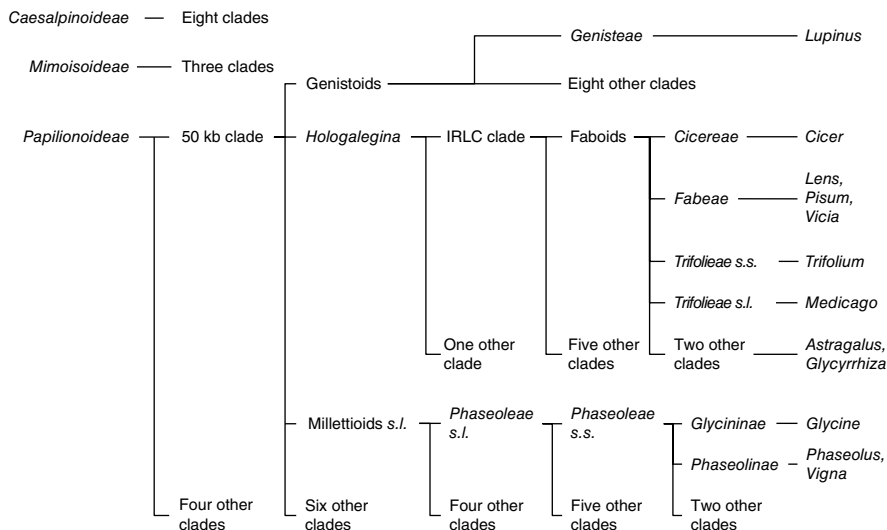 Caesalpinoideae Eight clades
Genisteae Lupinus
Mimoisoideae Three clades
Genistoids Eight other clades
Papilionoideae 50 kb clade Hologalegina IRLC clade Faboids Cicereae Cicer
Fabeae
Lens,
Pisum,
Vicia
Trifolieae s.s. Trifolium
Trifolieae s.l. Medicago
One other
clade
Five other
clades
Two other
clades
Astragalus,
Glycyrrhiza
Millettioids s.l.
Phaseoleae
s.l.
Phaseoleae
s.s.
Glycininae Glycine
Phaseolinae
Phaseolus,
Vigna
Four other
clades
Six other
clades
Four other
clades
Five other
clades
Two other
clades